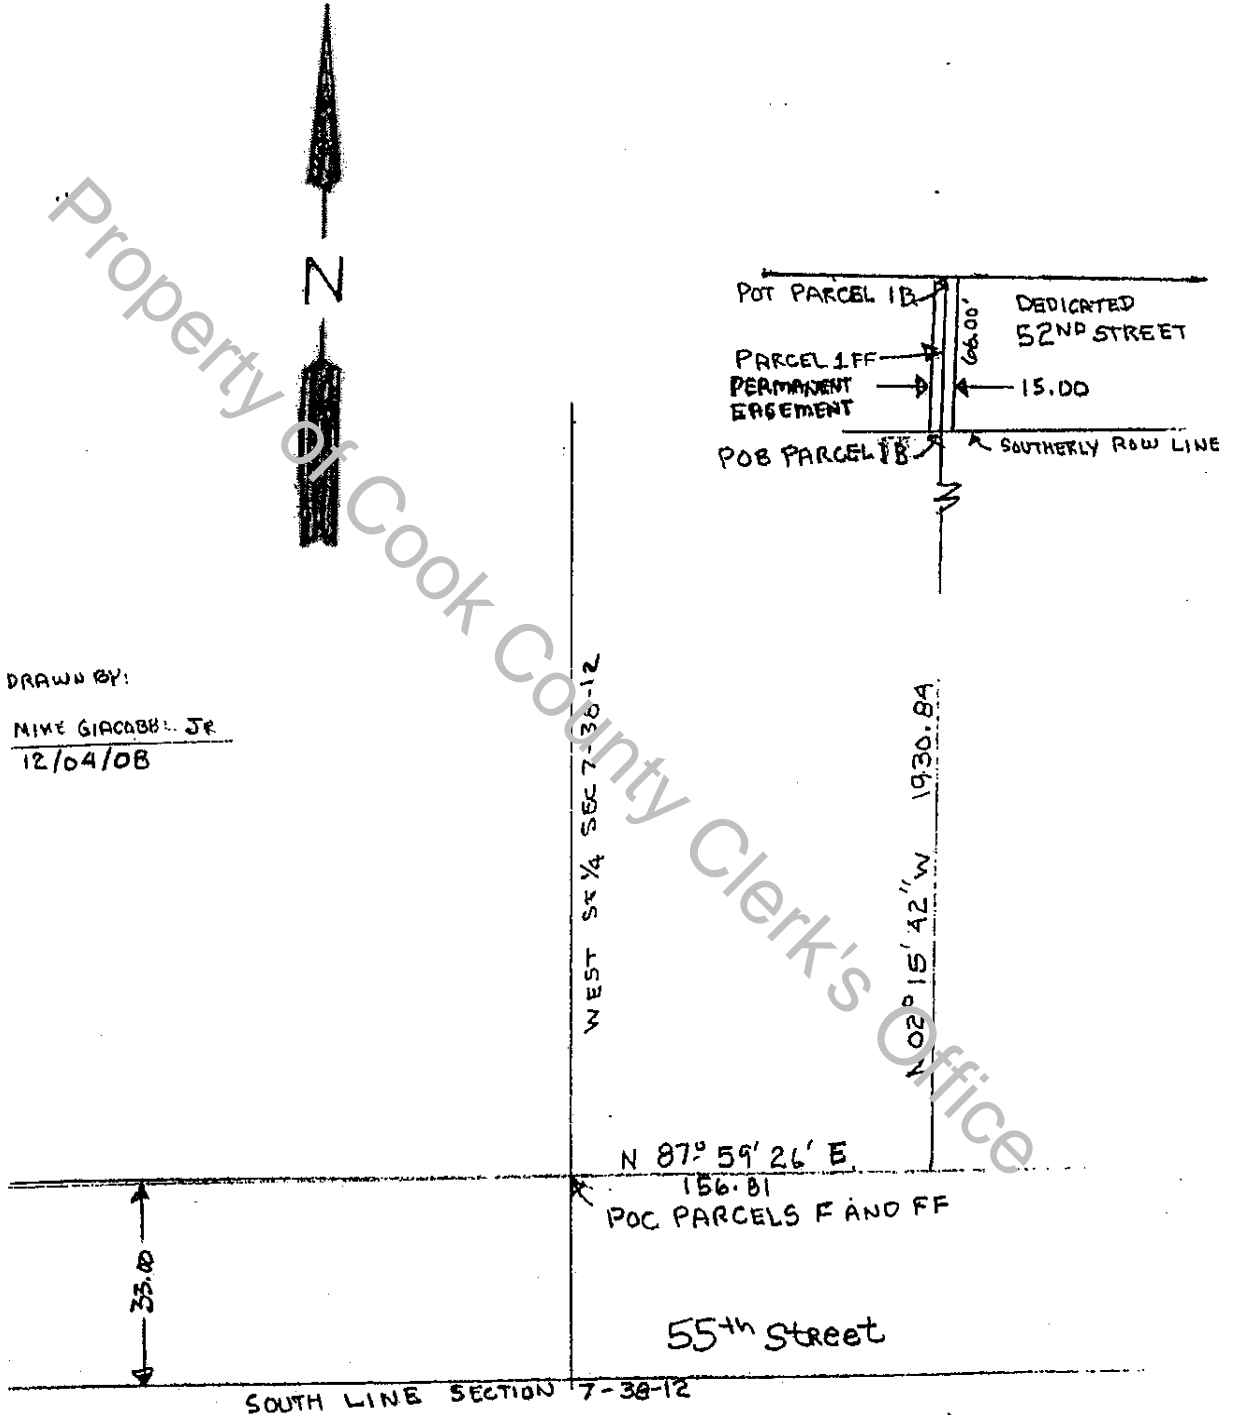 N
POT PARCEL 1B
DEDICATED
52ND STREET
66.00'
PARCEL 1FF
PERMANENT
EASEMENT
15.00
POB PARCEL 1B
SOUTHERLY ROW LINE
DRAWN BY:
MIKE JR
12/04/08
WEST SE 1/4 SEC 7-38-12
N 02° 15' 42" W 1930.84
N 87° 59' 26' E
156.81
POC PARCELS F AND FF
33.00
55th Street
SOUTH LINE SECTION 7-38-12
Property of Cook County Clerk's Office